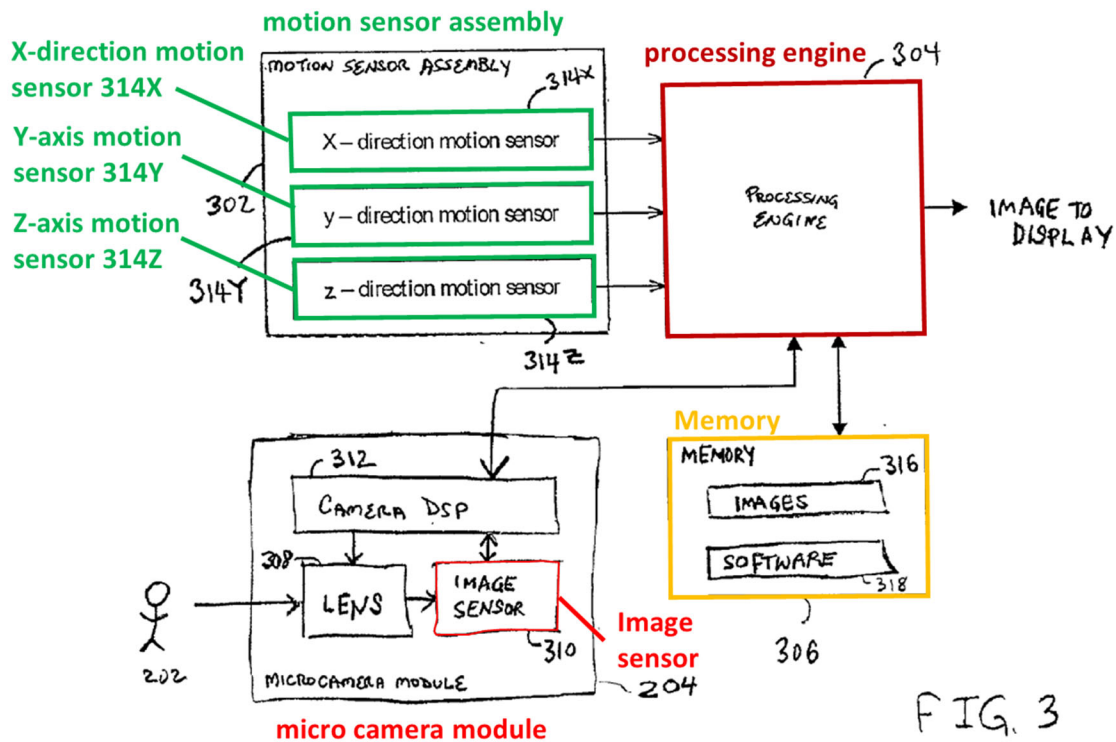 motion sensor assembly
X-direction motion
sensor 314X
Y-axis motion
sensor 314Y
Z-axis motion
sensor 314Z
MOTION SENSOR ASSEMBLY
314X
X – direction motion sensor
y – direction motion sensor
z – direction motion sensor
302
314Y
314Z
processing engine
304
PROCESSING
ENGINE
IMAGE TO
DISPLAY
Memory
MEMORY
316
IMAGES
SOFTWARE
318
306
312
CAMERA DSP
308
LENS
IMAGE
SENSOR
310
Image
sensor
202
MICROCAMERA MODULE
204
micro camera module
FIG. 3